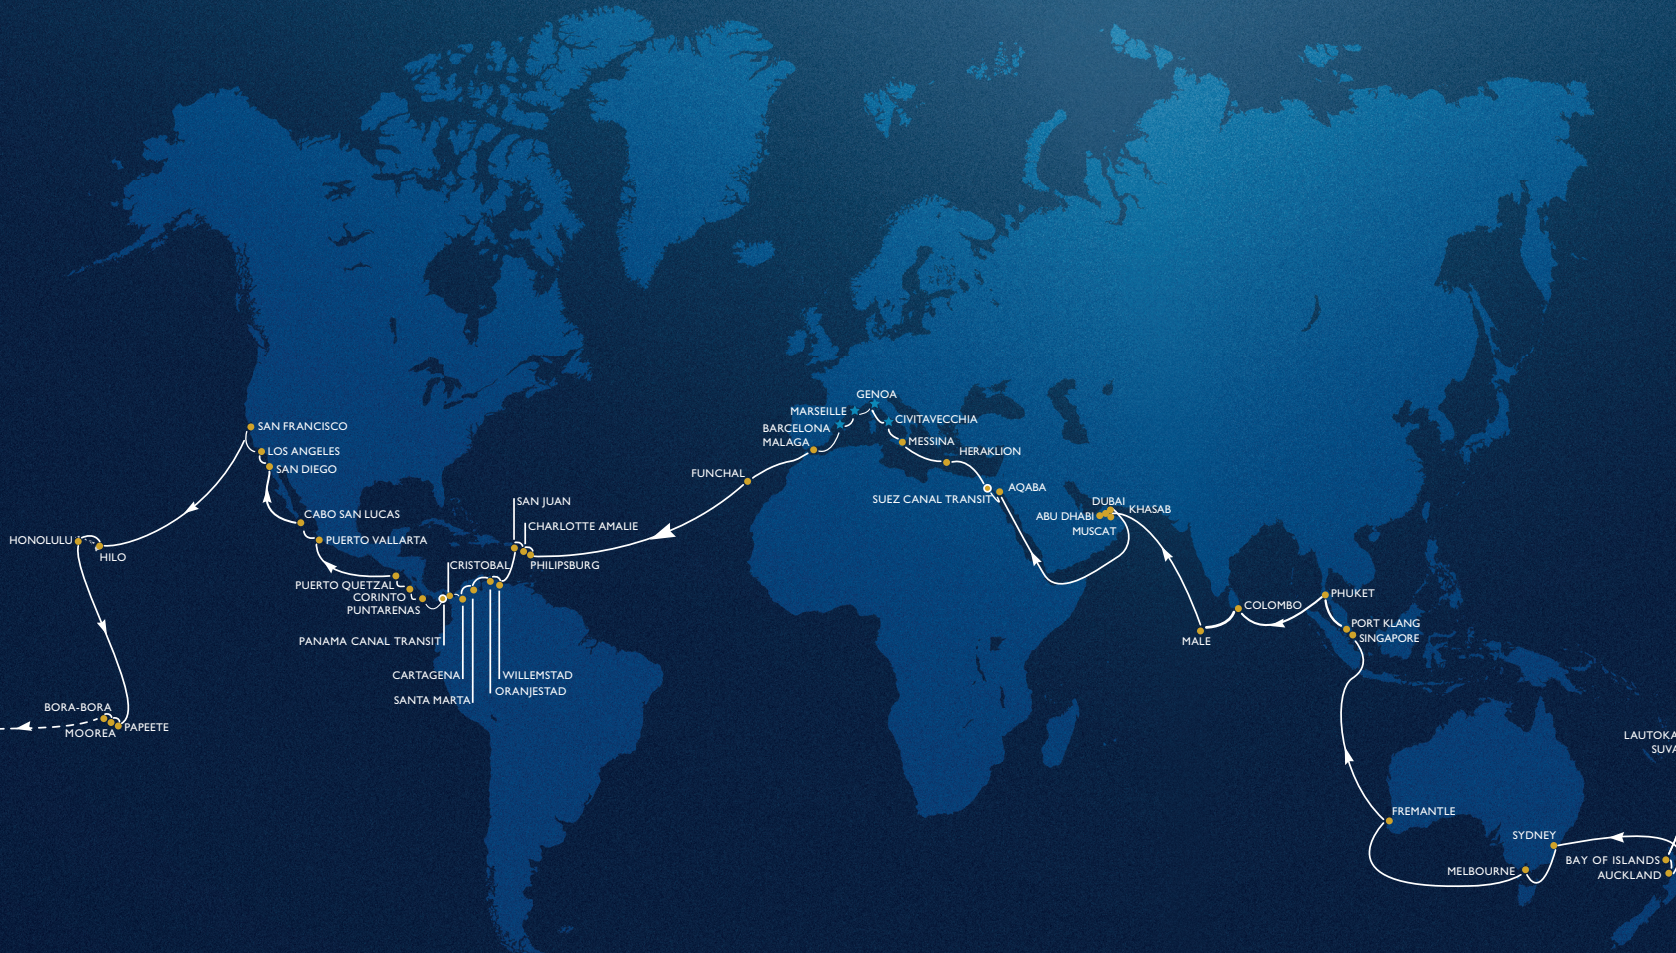 GENOA
MARSEILLE
CIVITAVECCHIA
BARCELONA
MALAGA
MESSINA
HERAKLION
FUNCHAL
SUEZ CANAL TRANSIT
AQABA
DUBAI
KHASAB
ABU DHABI
MUSCAT
SAN FRANCISCO
LOS ANGELES
SAN DIEGO
CABO SAN LUCAS
PUERTO VALLARTA
HONOLULU
HILO
SAN JUAN
CHARLOTTE AMALIE
PHILIPSBURG
CRISTOBAL
PUERTO QUETZAL
CORINTO
PUNTARENAS
PANAMA CANAL TRANSIT
CARTAGENA
WILLEMSTAD
ORANJESTAD
SANTA MARTA
BORA-BORA
MOOREA
PAPEETE
COLOMBO
PHUKET
PORT KLANG
SINGAPORE
MALE
LAUTOKA
SUVA
FREMANTLE
SYDNEY
MELBOURNE
BAY OF ISLANDS
AUCKLAND